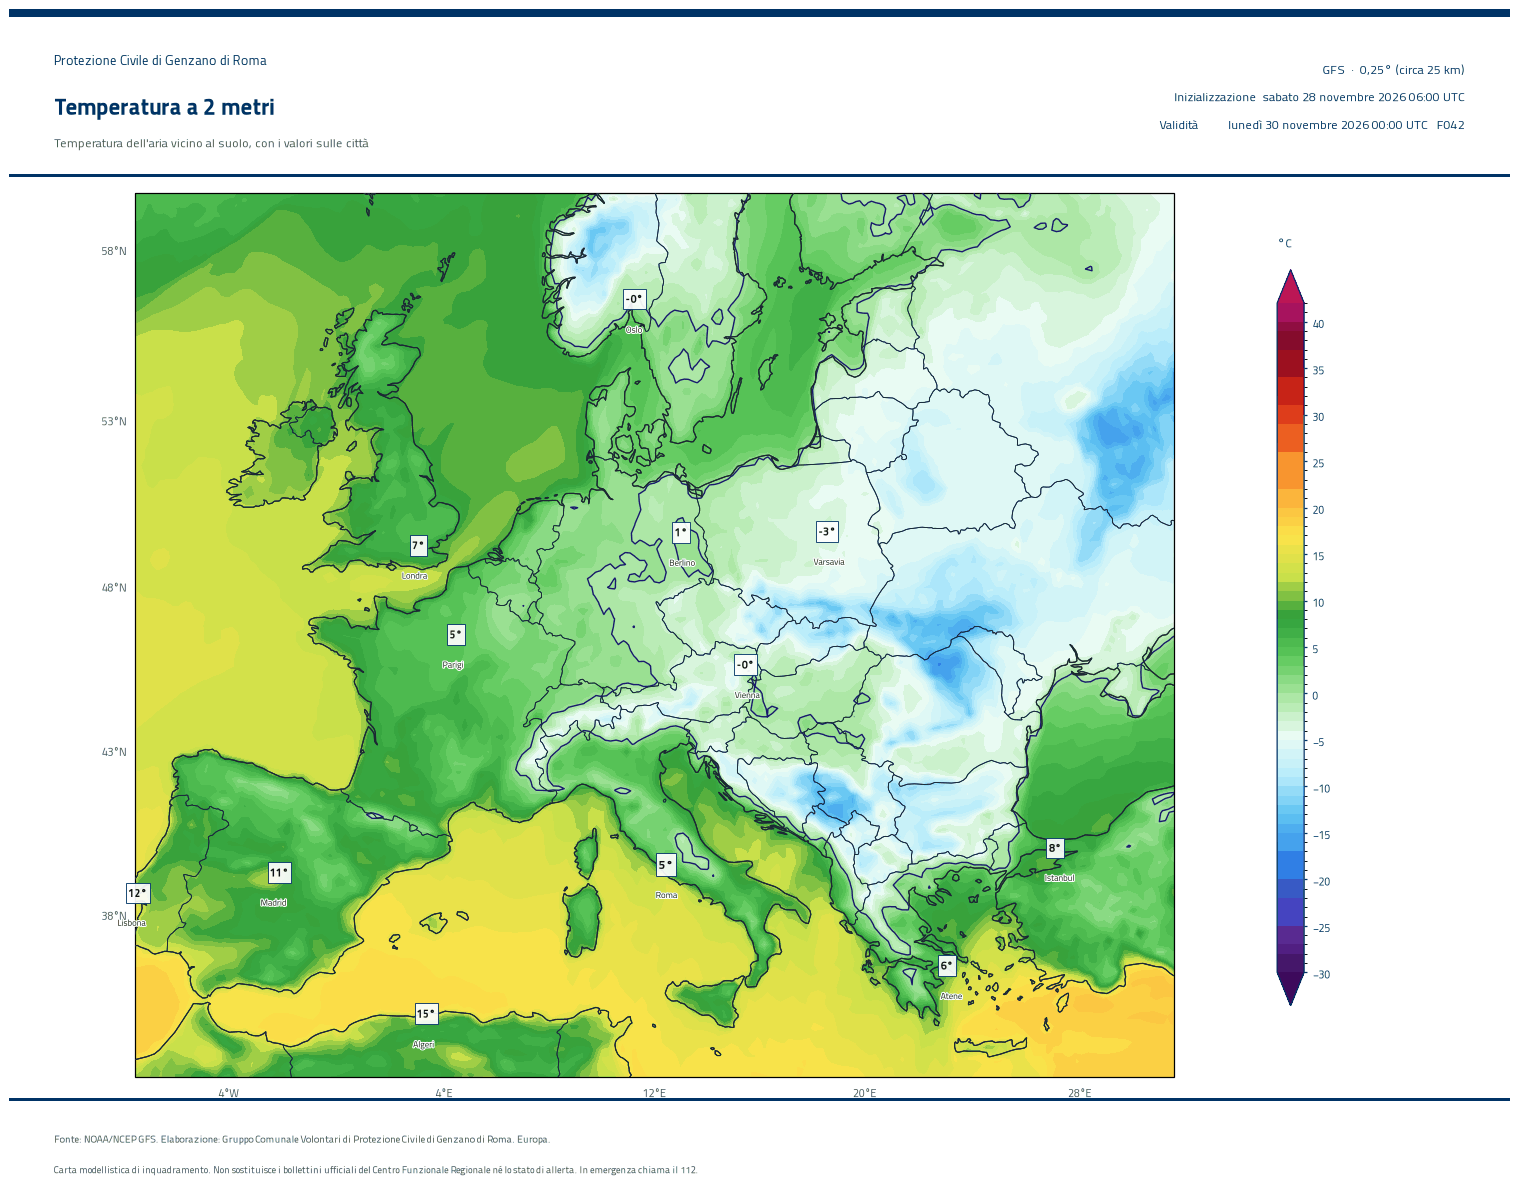 Protezione Civile di Genzano di Roma
Temperatura a 2 metri
Temperatura dell'aria vicino al suolo, con i valori sulle città
GFS · 0,25° (circa 25 km)
Inizializzazione sabato 28 novembre 2026 06:00 UTC
Validità lunedì 30 novembre 2026 00:00 UTC F042
58°N
53°N
48°N
43°N
38°N
4°W
4°E
12°E
20°E
28°E
-0°
Oslo
7°
Londra
1°
Berlino
-3°
Varsavia
5°
Parigi
-0°
Vienna
11°
Madrid
12°
Lisbona
5°
Roma
8°
Istanbul
6°
Atene
15°
Algeri
°C
40
35
30
25
20
15
10
5
0
−5
−10
−15
−20
−25
−30
Fonte: NOAA/NCEP GFS. Elaborazione: Gruppo Comunale Volontari di Protezione Civile di Genzano di Roma. Europa.
Carta modellistica di inquadramento. Non sostituisce i bollettini ufficiali del Centro Funzionale Regionale né lo stato di allerta. In emergenza chiama il 112.